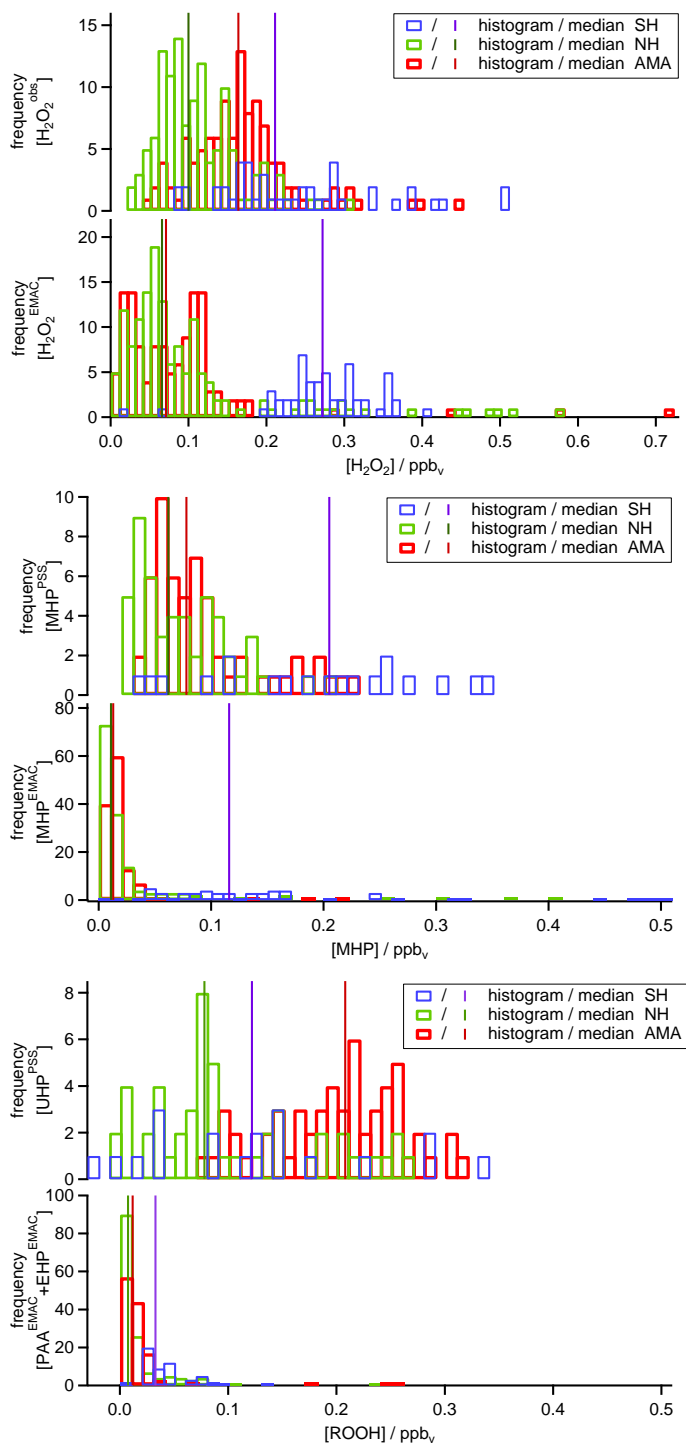 15
10
5
0
frequency
[H₂O₂ᵒᵇˢ]
/ histogram / median SH
/ histogram / median NH
/ histogram / median AMA
20
15
10
5
0
frequency
[H₂O₂ᴱᴹᴬᶜ]
0.0 0.1 0.2 0.3 0.4 0.5 0.6 0.7
[H₂O₂] / ppbᵥ
10
8
6
4
2
0
frequency
[MHPᴾˢˢ]
/ histogram / median SH
/ histogram / median NH
/ histogram / median AMA
80
60
40
20
0
frequency
[MHPᴱᴹᴬᶜ]
0.0 0.1 0.2 0.3 0.4 0.5
[MHP] / ppbᵥ
8
6
4
2
0
frequency
[UHPᴾˢˢ]
/ histogram / median SH
/ histogram / median NH
/ histogram / median AMA
100
80
60
40
20
0
frequency
[PAAᴱᴹᴬᶜ+EHPᴱᴹᴬᶜ]
0.0 0.1 0.2 0.3 0.4 0.5
[ROOH] / ppbᵥ